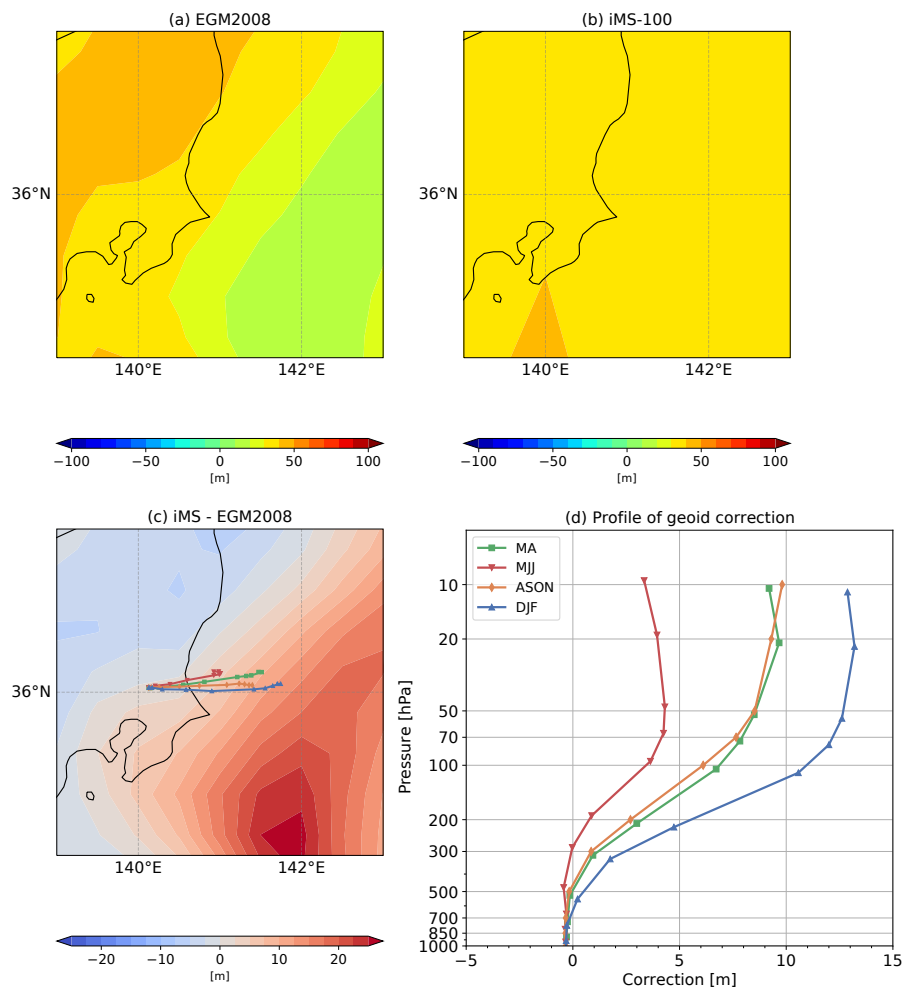 (a) EGM2008
(b) iMS-100
36°N
36°N
140°E 142°E
140°E 142°E
−100 −50 0 50 100
[m]
−100 −50 0 50 100
[m]
(c) iMS - EGM2008
36°N
140°E 142°E
−20 −10 0 10 20
[m]
(d) Profile of geoid correction
MA
MJJ
ASON
DJF
Pressure [hPa]
10
20
50
70
100
200
300
500
700
850
1000
−5 0 5 10 15
Correction [m]